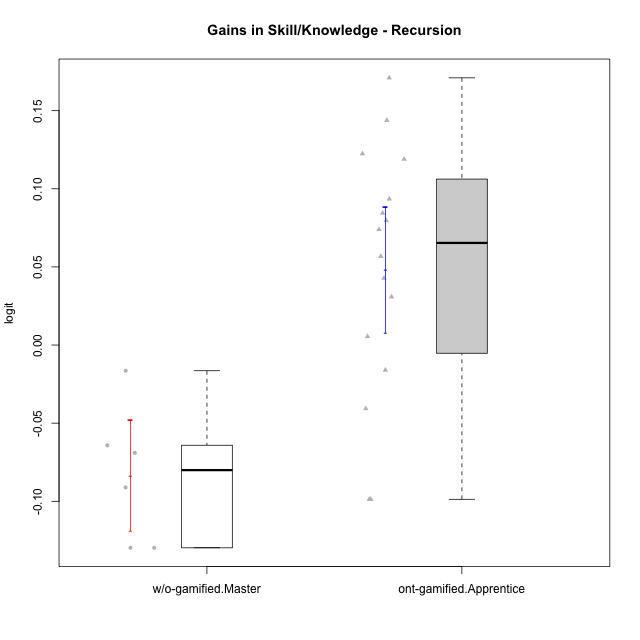 Gains in Skill/Knowledge - Recursion
logit
0.15
0.10
0.05
0.00
-0.05
-0.10
w/o-gamified.Master
ont-gamified.Apprentice